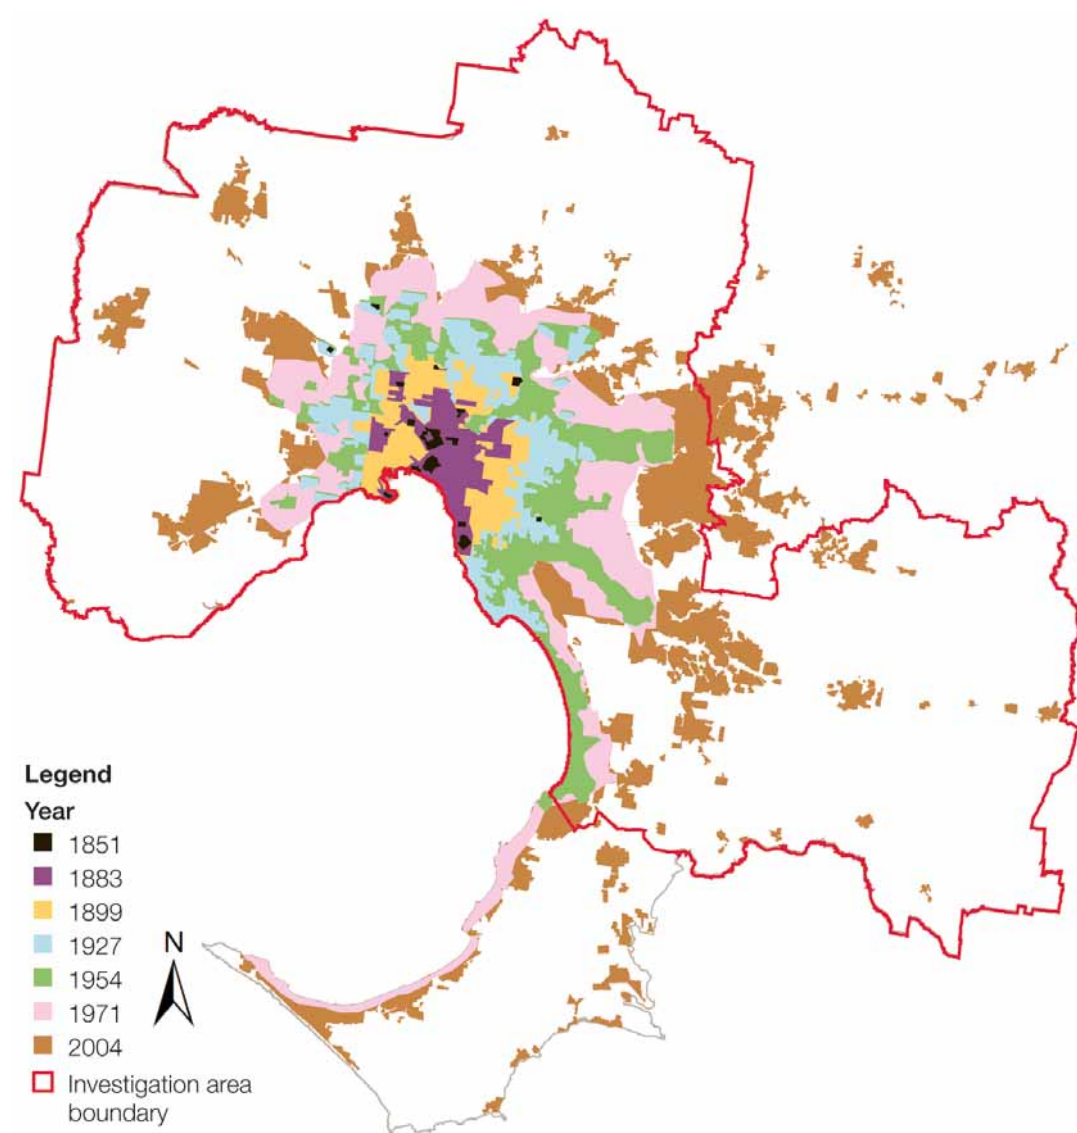 Legend
Year
1851
1883
1899
1927
1954
1971
2004
Investigation area
boundary
N